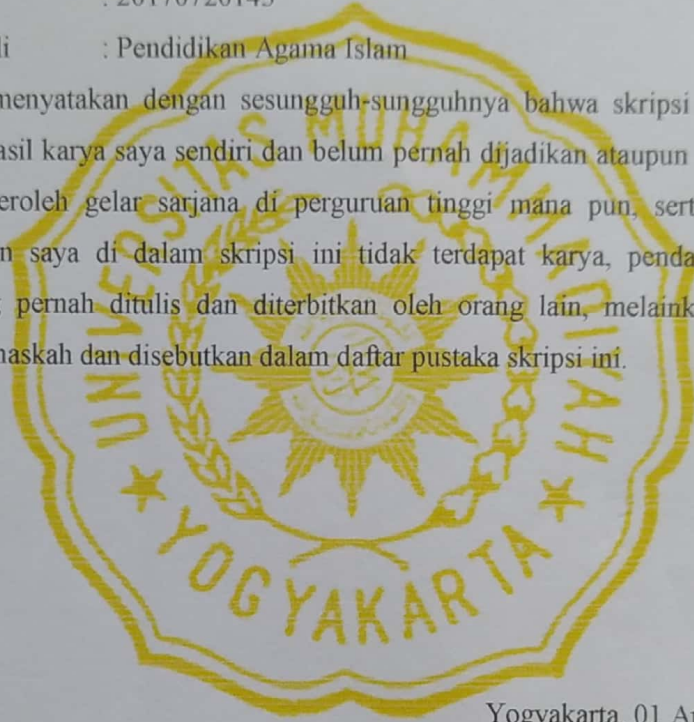 : 20170720145
li : Pendidikan Agama Islam
menyatakan dengan sesungguh-sungguhnya bahwa skripsi
asil karya saya sendiri dan belum pernah dijadikan ataupun
eroleh gelar sarjana di perguruan tinggi mana pun, sert
n saya di dalam skripsi ini tidak terdapat karya, penda
pernah ditulis dan diterbitkan oleh orang lain, melaink
naskah dan disebutkan dalam daftar pustaka skripsi ini.
UNIVERSITAS MUHAMMADIYAH
YOGYAKARTA
Yogyakarta, 01 A